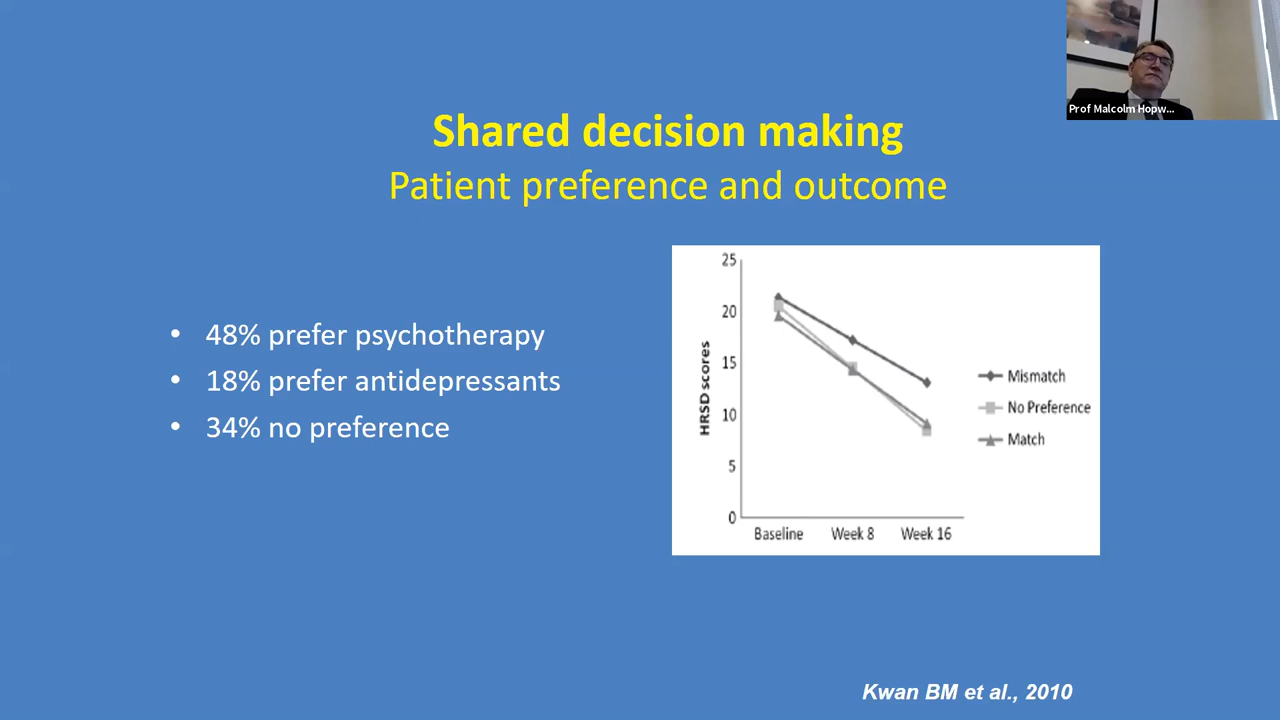 Prof Malcolm Hopw...
Shared decision making
Patient preference and outcome
• 48% prefer psychotherapy
• 18% prefer antidepressants
• 34% no preference
25
20
15
10
5
0
HRSD scores
Baseline Week 8 Week 16
Mismatch
No Preference
Match
Kwan BM et al., 2010